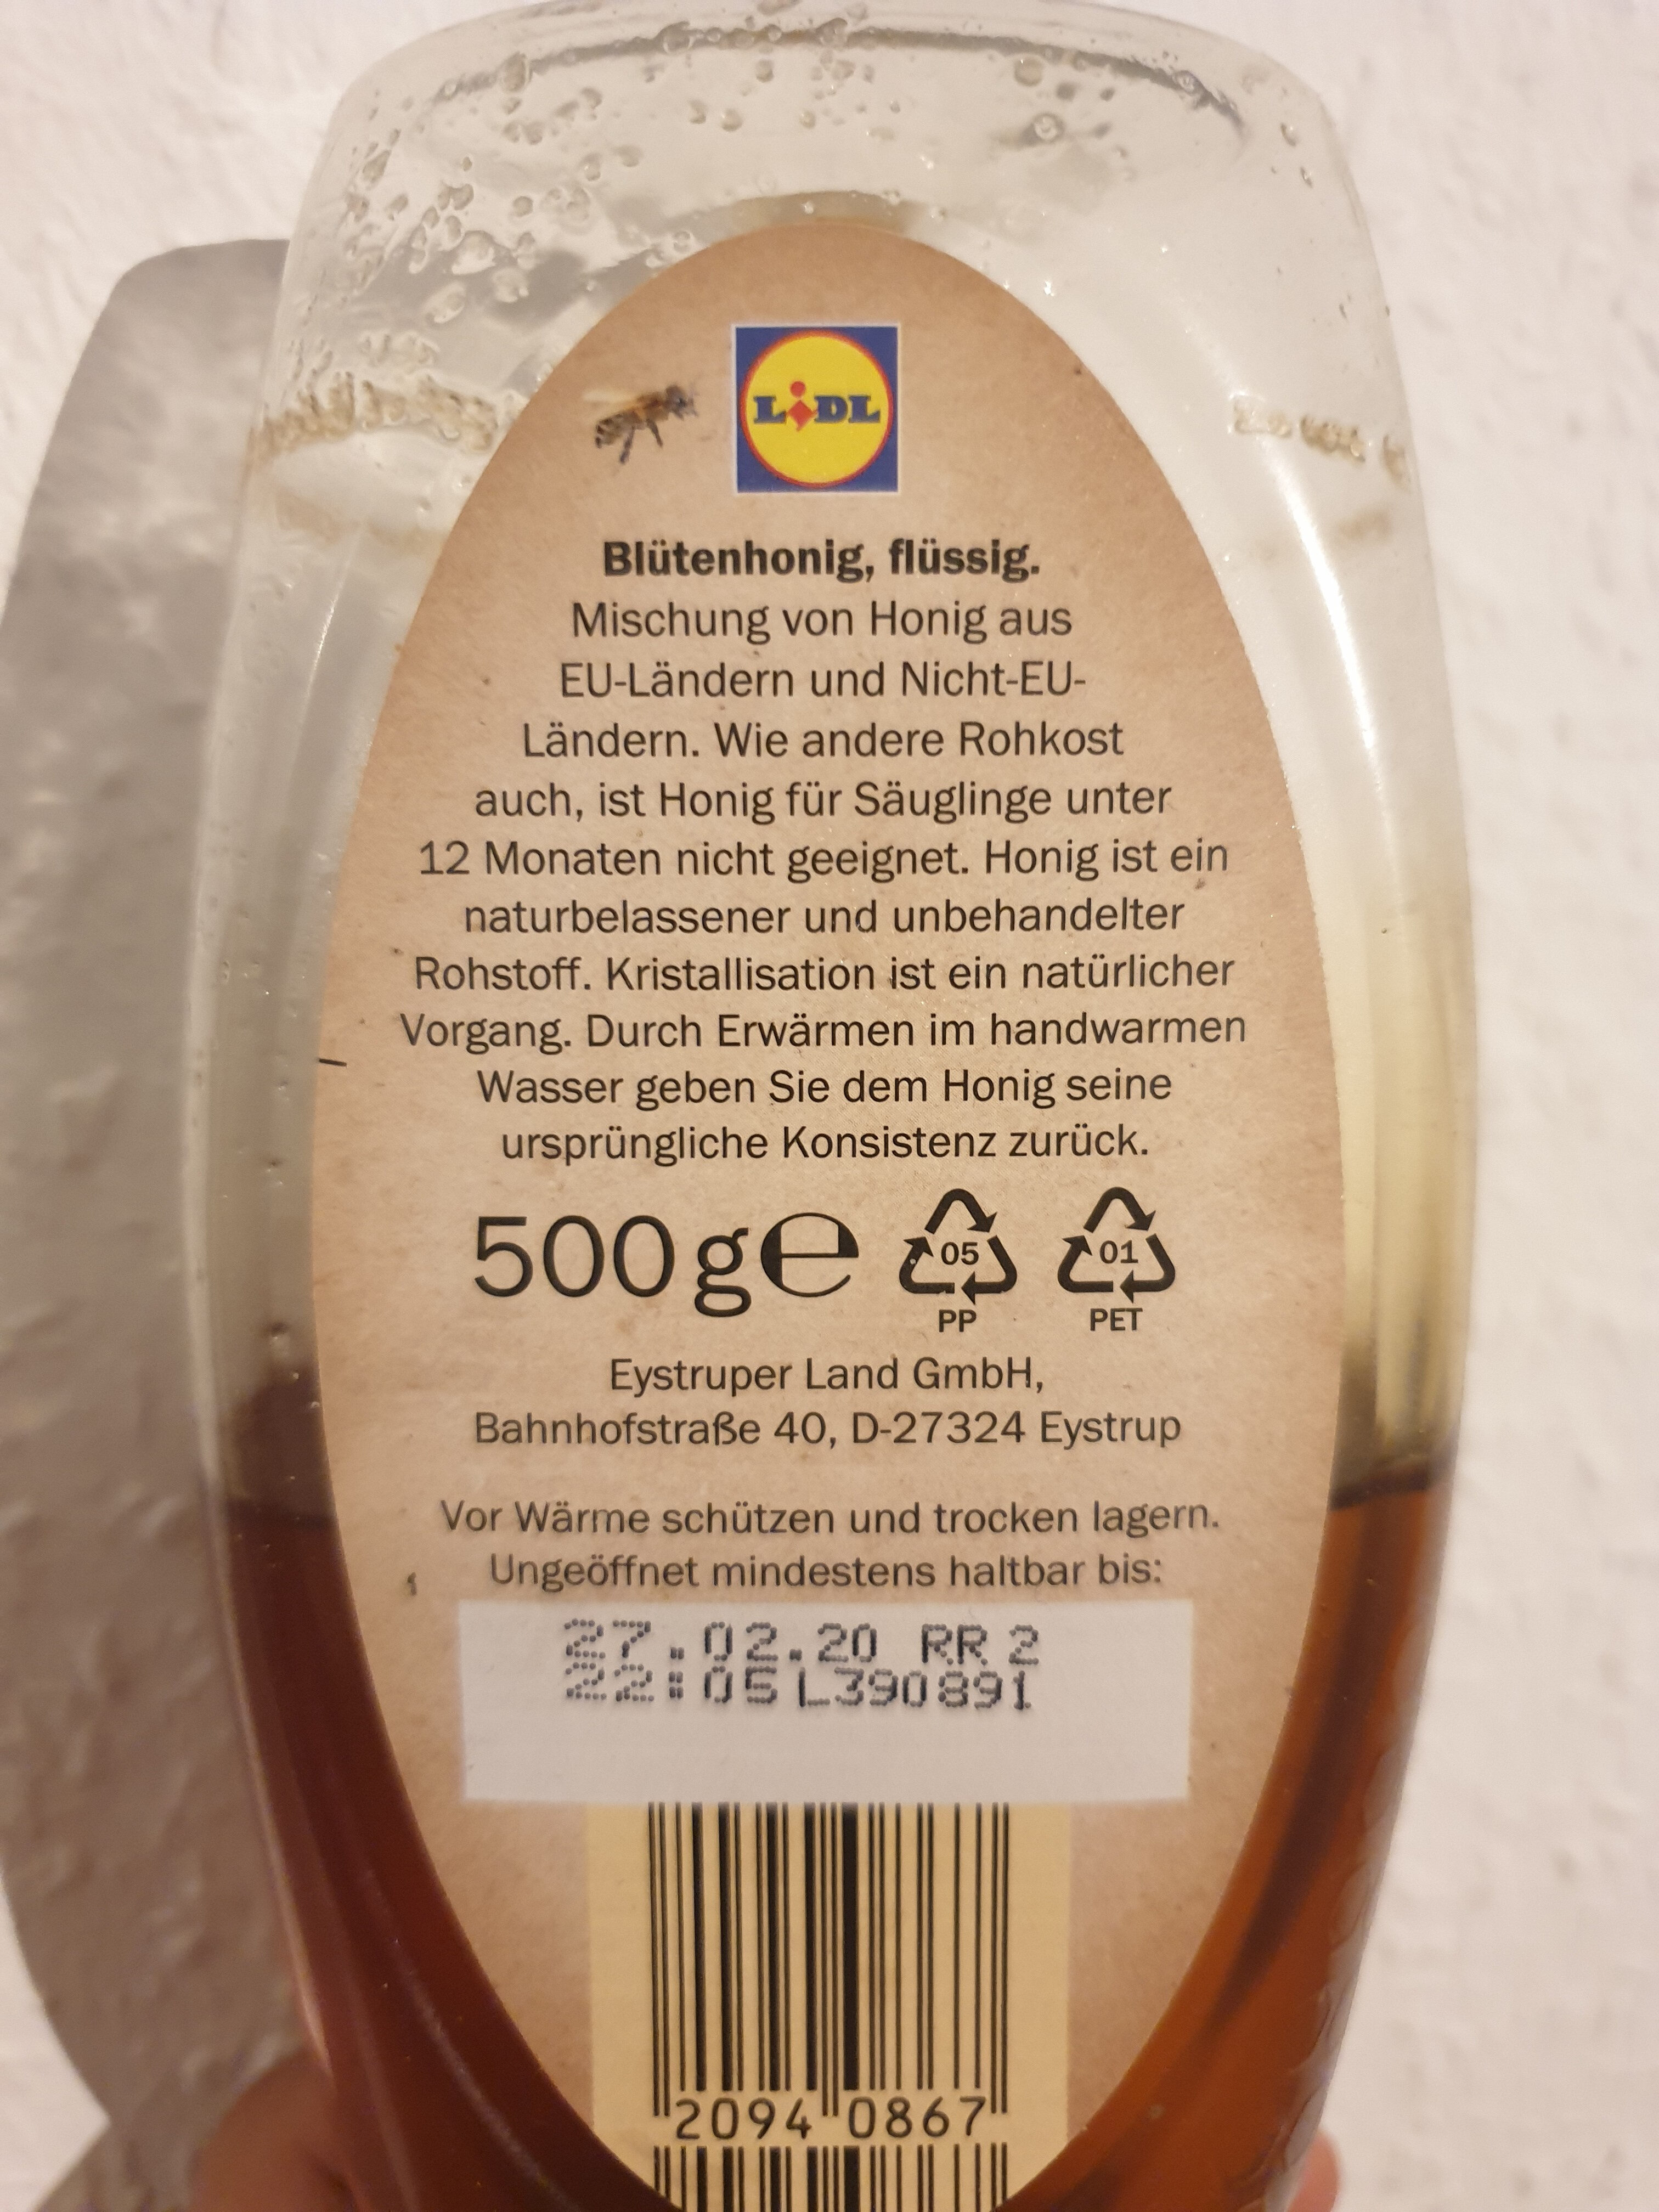 LIDL
Blütenhonig, flüssig.
Mischung von Honig aus
EU-Ländern und Nicht-EU-
Ländern. Wie andere Rohkost
auch, ist Honig für Säuglinge unter
12 Monaten nicht geeignet. Honig ist ein
naturbelassener und unbehandelter
Rohstoff. Kristallisation ist ein natürlicher
Vorgang. Durch Erwärmen im handwarmen
Wasser geben Sie dem Honig seine
ursprüngliche Konsistenz zurück.
500 g e 05 01
PP PET
Eystruper Land GmbH,
Bahnhofstraße 40, D-27324 Eystrup
Vor Wärme schützen und trocken lagern.
Ungeöffnet mindestens haltbar bis:
27.02.20 RR 2
22:05 L390891
2094 0867